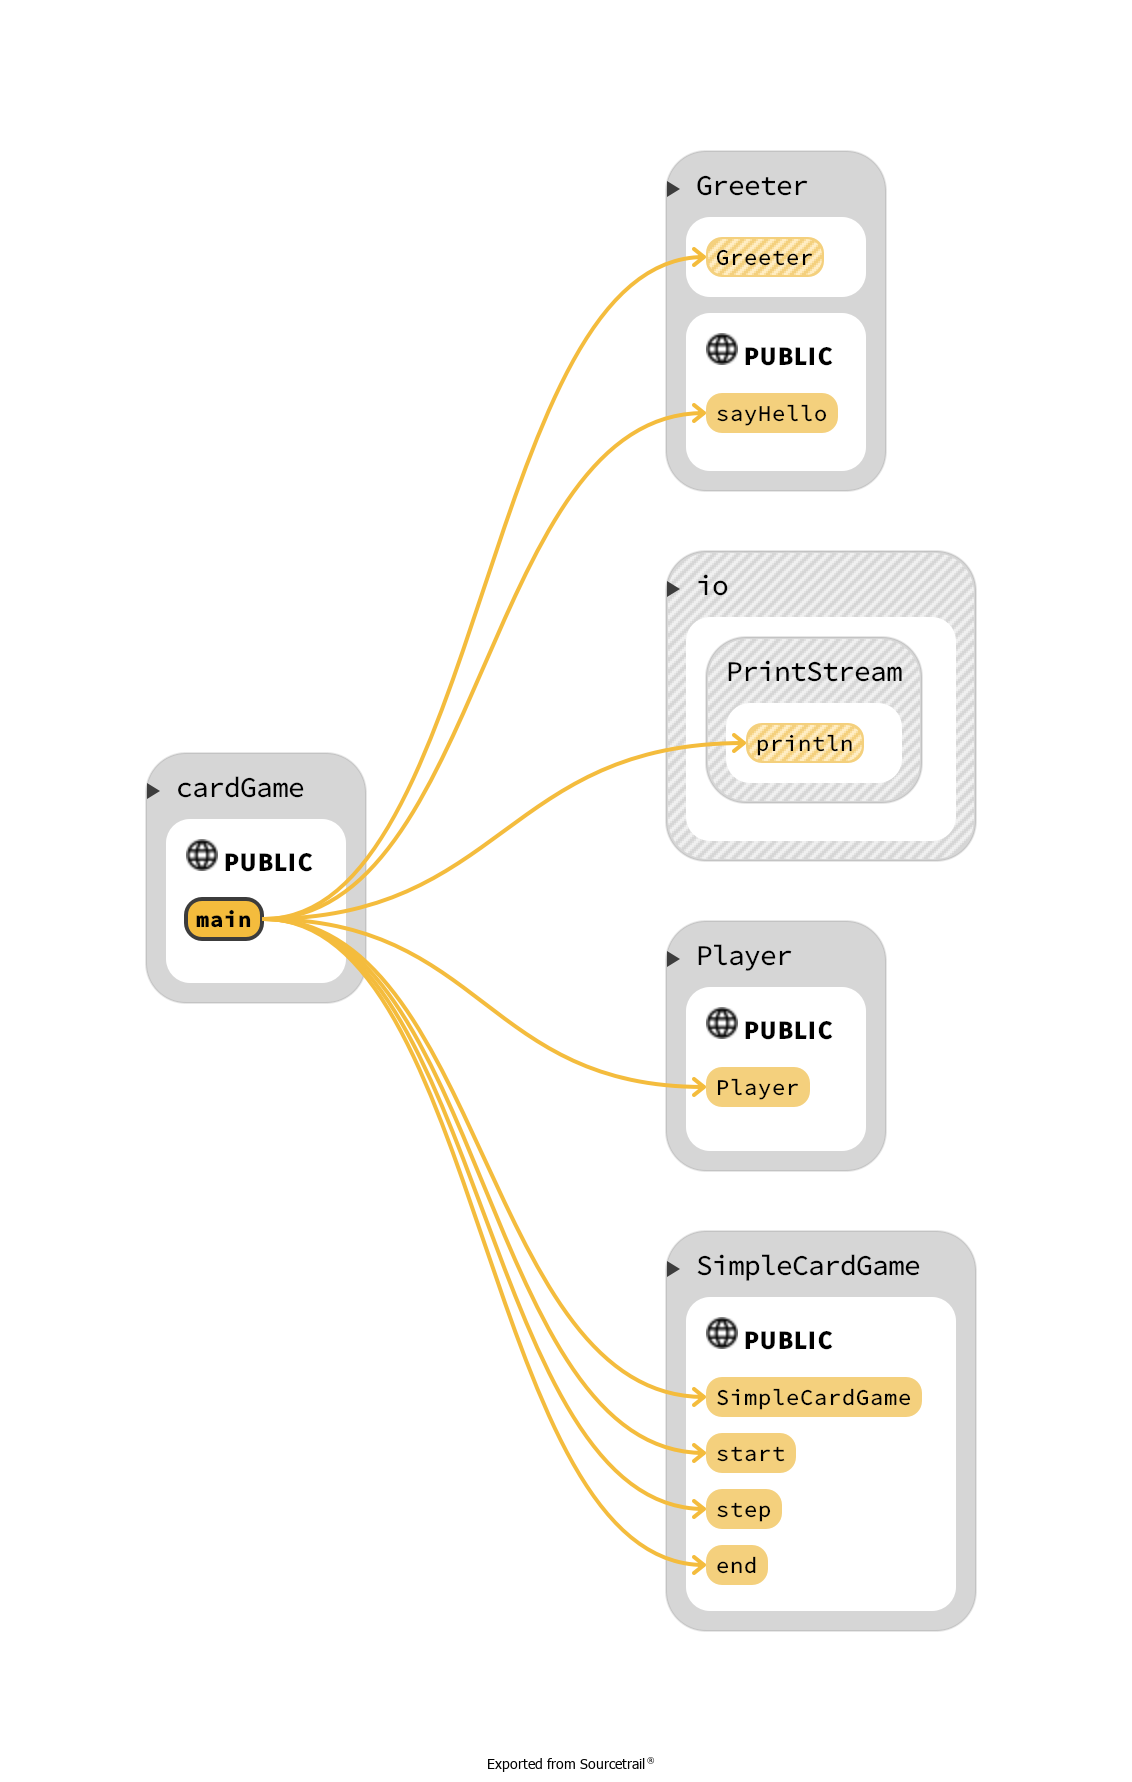 Greeter
Greeter
PUBLIC
sayHello
io
PrintStream
println
cardGame
PUBLIC
main
Player
PUBLIC
Player
SimpleCardGame
PUBLIC
SimpleCardGame
start
step
end
Exported from Sourcetrail®